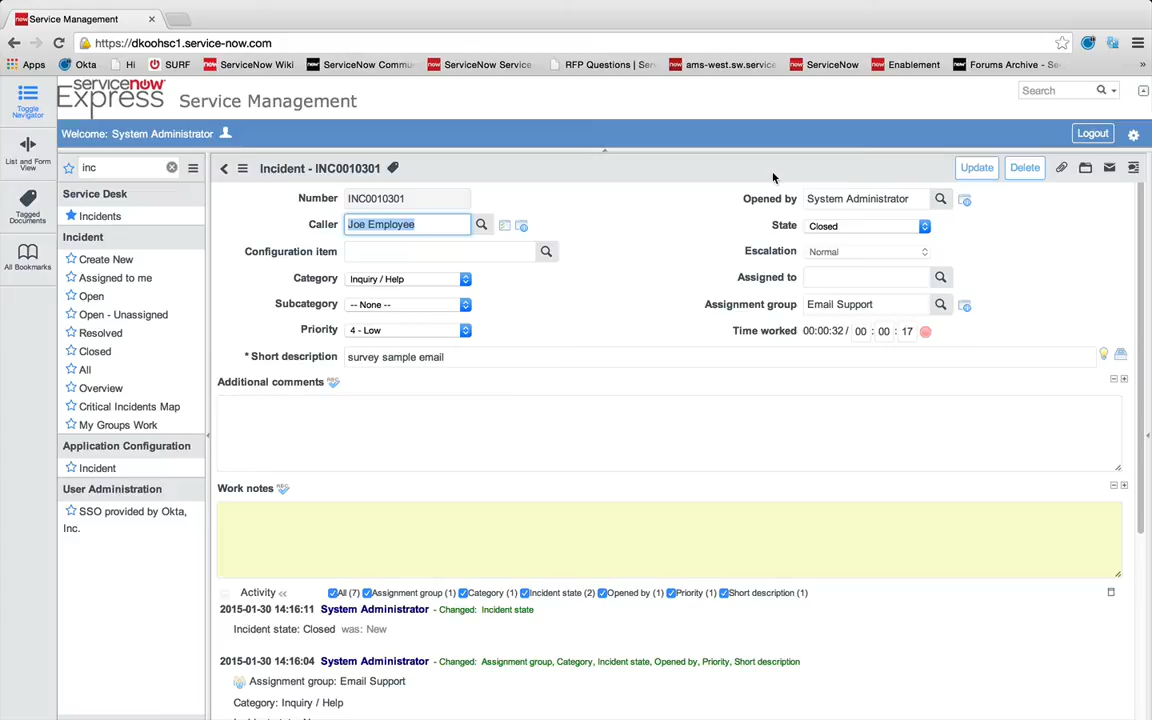 now Service Management
https://dkoohsc1.service-now.com
Apps Okta Hi SURF now ServiceNow Wiki now ServiceNow Commu now ServiceNow Service RFP Questions | Ser now ams-west.sw.service now ServiceNow now Enablement now Forums Archive - Se »
Toggle
Navigator
List and Form
View
Tagged
Documents
All Bookmarks
servicenow
Express Service Management
Search
Welcome: System Administrator
Logout
inc
Service Desk
Incidents
Incident
Create New
Assigned to me
Open
Open - Unassigned
Resolved
Closed
All
Overview
Critical Incidents Map
My Groups Work
Application Configuration
Incident
User Administration
SSO provided by Okta,
Inc.
Incident - INC0010301
Update Delete
Number INC0010301
Caller Joe Employee
Configuration item
Category Inquiry / Help
Subcategory -- None --
Priority 4 - Low
Opened by System Administrator
State Closed
Escalation Normal
Assigned to
Assignment group Email Support
Time worked 00:00:32 / 00 : 00 : 17
* Short description survey sample email
Additional comments
Work notes
Activity All (7) Assignment group (1) Category (1) Incident state (2) Opened by (1) Priority (1) Short description (1)
2015-01-30 14:16:11 System Administrator - Changed: Incident state
Incident state: Closed was: New
2015-01-30 14:16:04 System Administrator - Changed: Assignment group, Category, Incident state, Opened by, Priority, Short description
Assignment group: Email Support
Category: Inquiry / Help